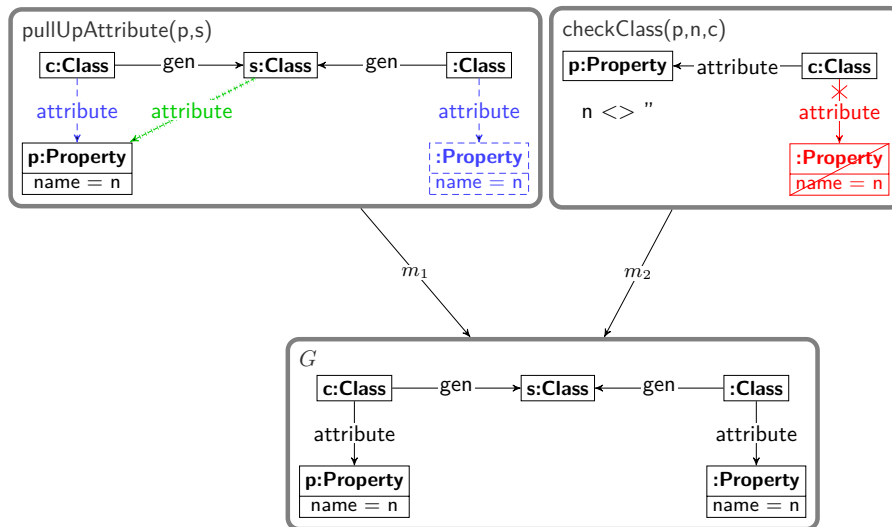 pullUpAttribute(p,s)
c:Class
gen
s:Class
gen
:Class
attribute
attribute
attribute
p:Property
name = n
:Property
name = n
checkClass(p,n,c)
p:Property
attribute
c:Class
n <> "
attribute
:Property
name = n
m1
m2
G
c:Class
gen
s:Class
gen
:Class
attribute
attribute
p:Property
name = n
:Property
name = n